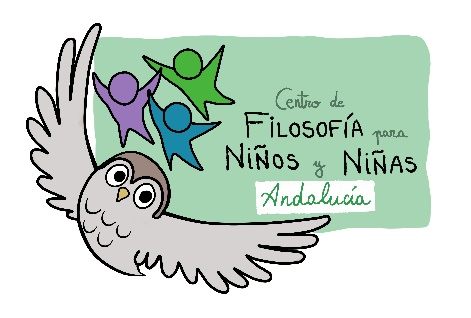 Centro de
FILOSOFÍA para
NIÑOS y NIÑAS
Andalucía